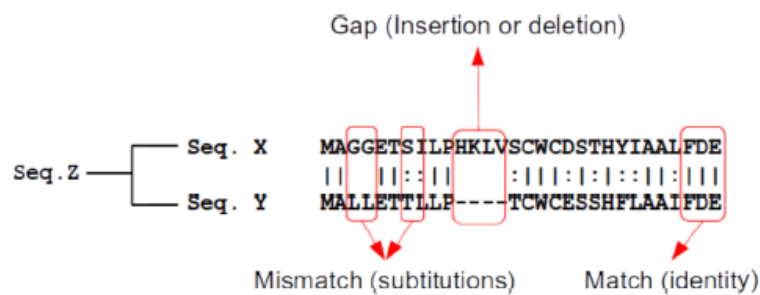 Gap (Insertion or deletion)
Seq. X MAGGETSILPHKLVSCWCDSTHYIAALFDE
Seq.Z ||  ||::||    :|||:|:|::||:|||
Seq. Y MALLETTLLP----TCWCESSHFLAAIFDE
Mismatch (subtitutions) Match (identity)